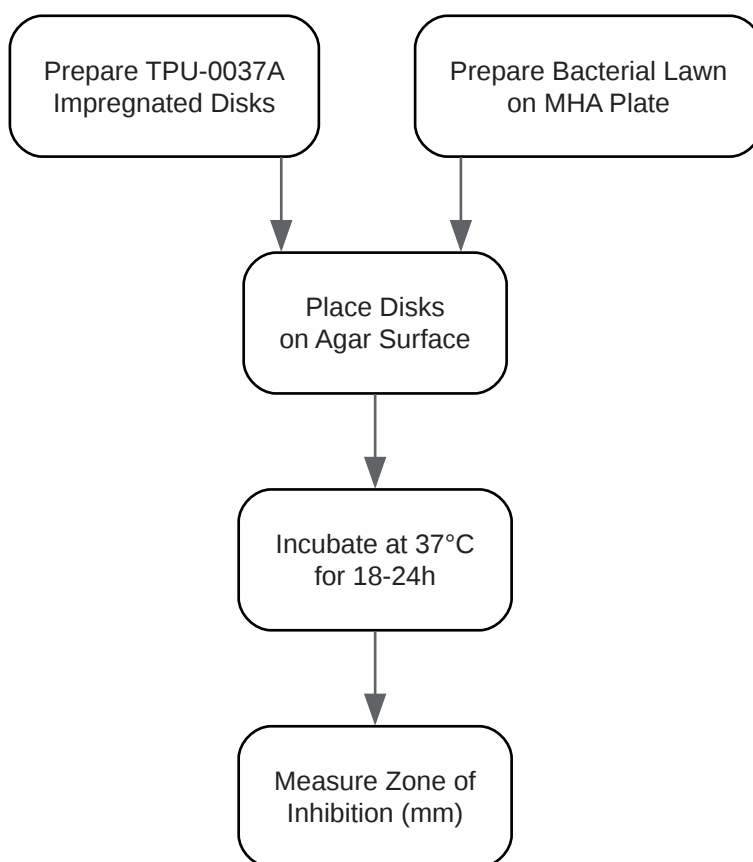 Prepare TPU-0037A
Impregnated Disks
Prepare Bacterial Lawn
on MHA Plate
Place Disks
on Agar Surface
Incubate at 37°C
for 18-24h
Measure Zone of
Inhibition (mm)